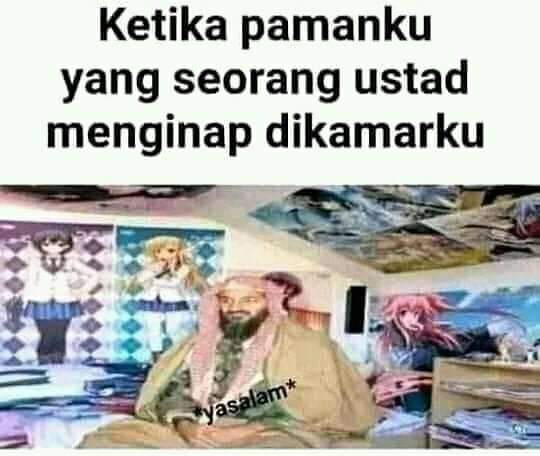 Ketika pamanku
yang seorang ustad
menginap dikamarku
*yasalam*